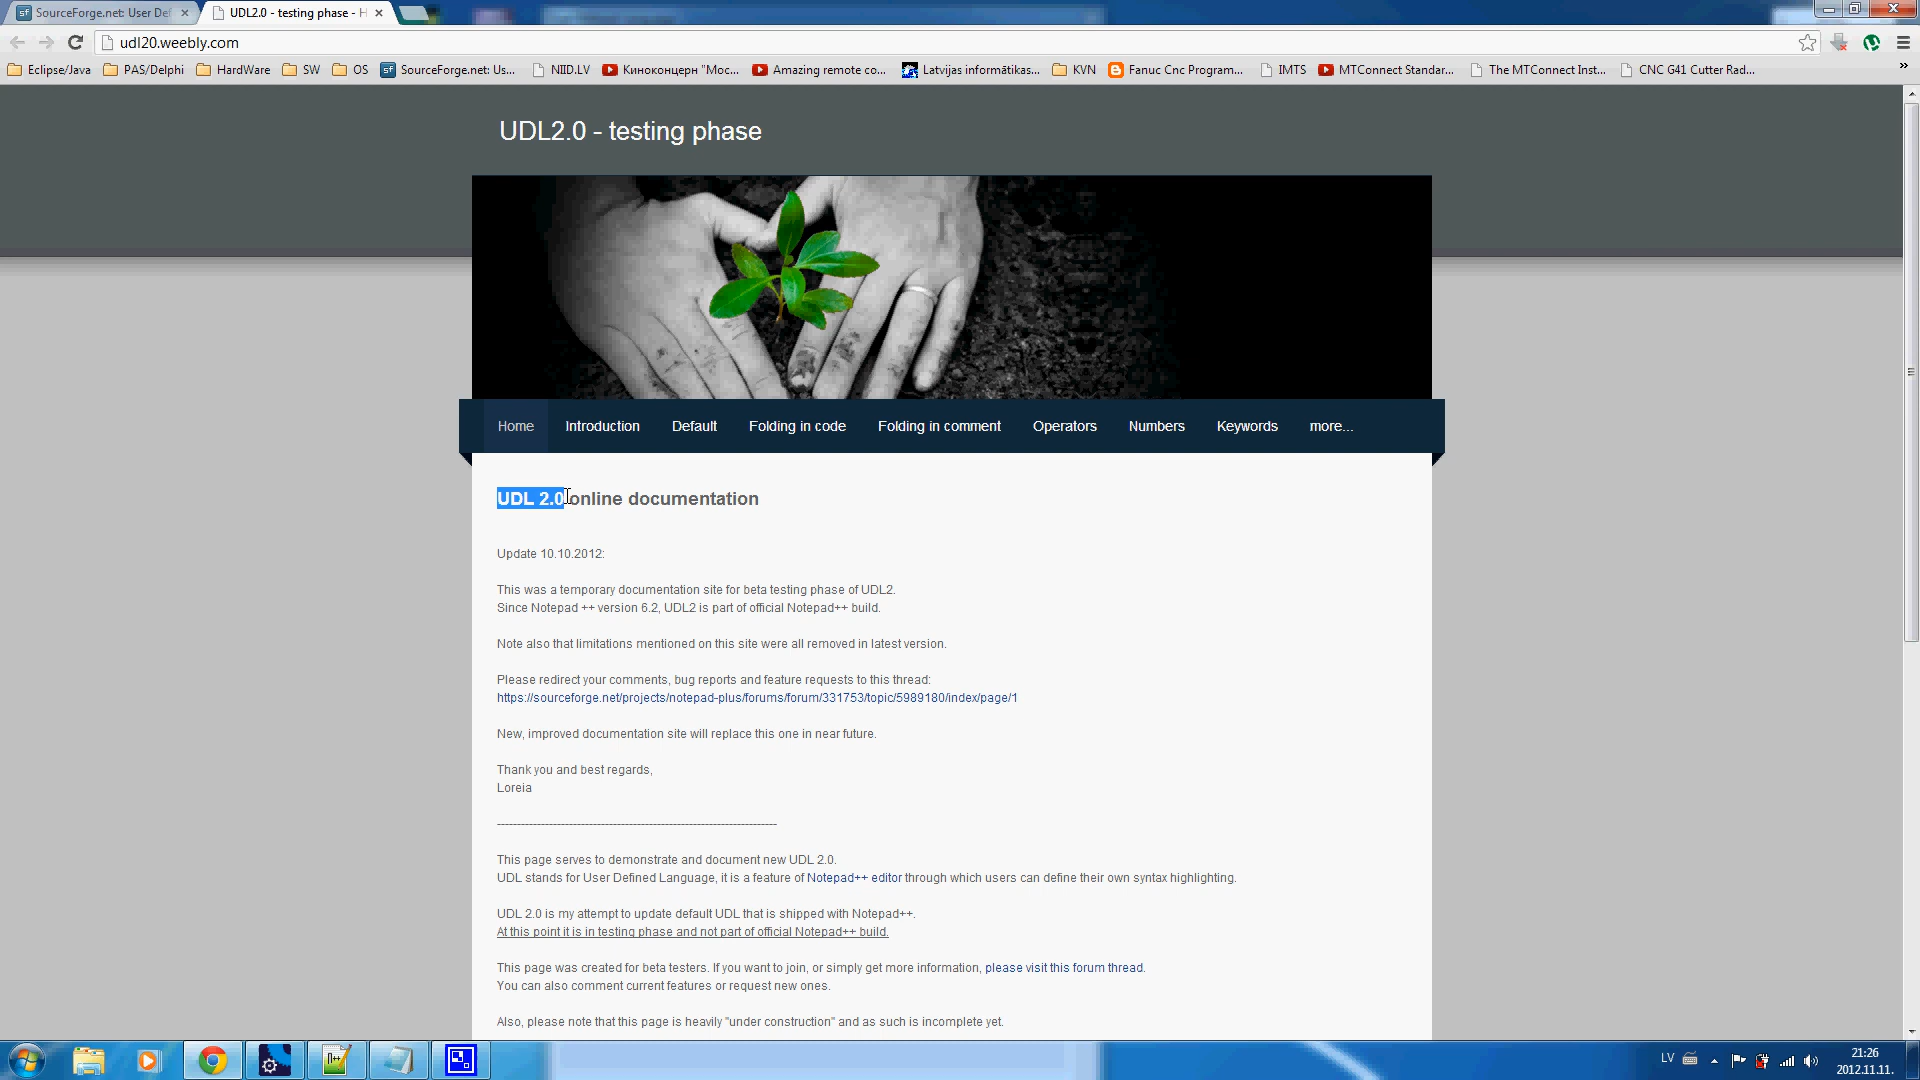 SourceForge.net: User Def
UDL2.0 - testing phase - H
udl20.weebly.com
Eclipse/Java
PAS/Delphi
HardWare
SW
OS
SourceForge.net: Us...
NIID.LV
Киноконцерн "Мос...
Amazing remote co...
Latvijas informātikas...
KVN
Fanuc Cnc Program...
IMTS
MTConnect Standar...
The MTConnect Inst...
CNC G41 Cutter Rad...
»
UDL2.0 - testing phase
Home
Introduction
Default
Folding in code
Folding in comment
Operators
Numbers
Keywords
more...
UDL 2.0 online documentation
Update 10.10.2012:
This was a temporary documentation site for beta testing phase of UDL2.
Since Notepad ++ version 6.2, UDL2 is part of official Notepad++ build.
Note also that limitations mentioned on this site were all removed in latest version.
Please redirect your comments, bug reports and feature requests to this thread:
https://sourceforge.net/projects/notepad-plus/forums/forum/331753/topic/5989180/index/page/1
New, improved documentation site will replace this one in near future.
Thank you and best regards,
Loreia
----------------------------------------------------------------------
This page serves to demonstrate and document new UDL 2.0.
UDL stands for User Defined Language, it is a feature of Notepad++ editor through which users can define their own syntax highlighting.
UDL 2.0 is my attempt to update default UDL that is shipped with Notepad++.
At this point it is in testing phase and not part of official Notepad++ build.
This page was created for beta testers. If you want to join, or simply get more information, please visit this forum thread.
You can also comment current features or request new ones.
Also, please note that this page is heavily "under construction" and as such is incomplete yet.
LV
21:26
2012.11.11.